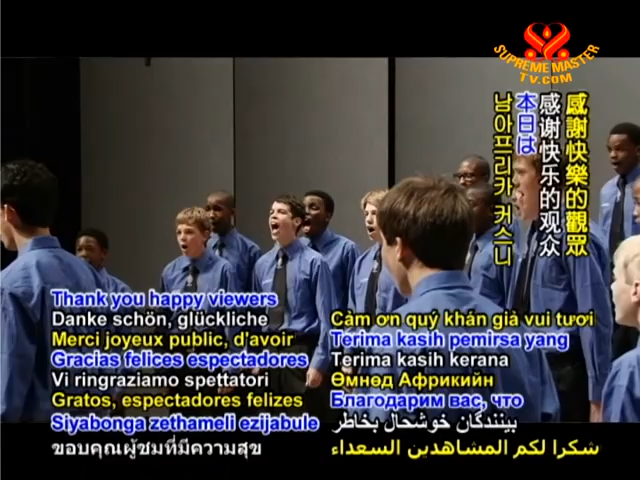 SUPREME MASTER
TV.COM
感謝快樂的觀眾
感谢快乐的观众
本日は
남아프리카 커스니
Thank you happy viewers
Danke schön, glückliche
Merci joyeux public, d'avoir
Gracias felices espectadores
Vi ringraziamo spettatori
Gratos, espectadores felizes
Siyabonga zethameli ezijabule
ขอบคุณผู้ชมที่มีความสุข
Cảm ơn quý khán giả vui tươi
Terima kasih pemirsa yang
Terima kasih kerana
Өмнөд Африкийн
Благодарим вас, что
بینندگان خوشحال بخاطر
شكرا لكم المشاهدين السعداء